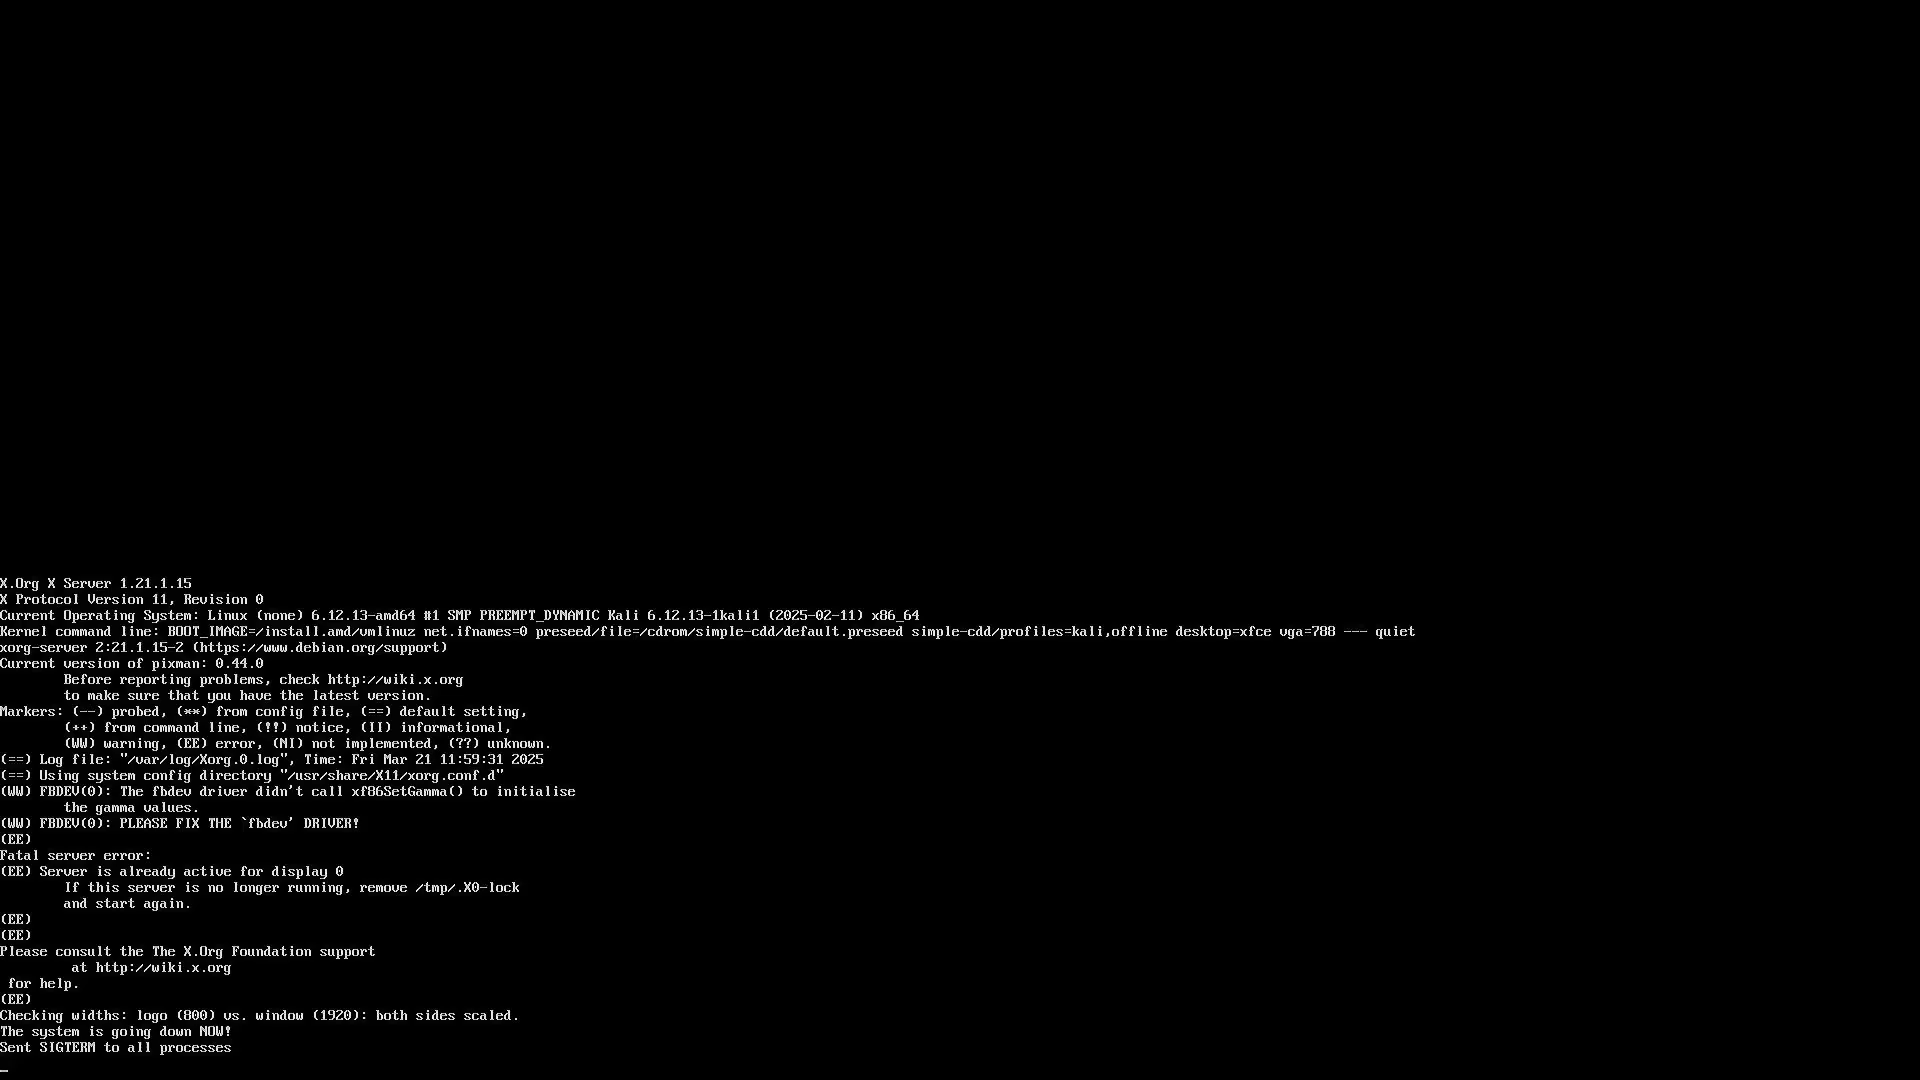 X.Org X Server 1.21.1.15
X Protocol Version 11, Revision 0
Current Operating System: Linux (none) 6.12.13-amd64 #1 SMP PREEMPT_DYNAMIC Kali 6.12.13-1kali1 (2025-02-11) x86_64
Kernel command line: BOOT_IMAGE=/install.amd/vmlinuz net.ifnames=0 preseed/file=/cdrom/simple-cdd/default.preseed simple-cdd/profiles=kali,offline desktop=xfce vga=788 --- quiet
xorg-server 2:21.1.15-2 (https://www.debian.org/support)
Current version of pixman: 0.44.0
        Before reporting problems, check http://wiki.x.org
        to make sure that you have the latest version.
Markers: (--) probed, (**) from config file, (==) default setting,
        (++) from command line, (!!) notice, (II) informational,
        (WW) warning, (EE) error, (NI) not implemented, (??) unknown.
(==) Log file: "/var/log/Xorg.0.log", Time: Fri Mar 21 11:59:31 2025
(==) Using system config directory "/usr/share/X11/xorg.conf.d"
(WW) FBDEV(0): The fbdev driver didn't call xf86SetGamma() to initialise
        the gamma values.
(WW) FBDEV(0): PLEASE FIX THE `fbdev' DRIVER!
(EE)
Fatal server error:
(EE) Server is already active for display 0
        If this server is no longer running, remove /tmp/.X0-lock
        and start again.
(EE)
(EE)
Please consult the The X.Org Foundation support
         at http://wiki.x.org
 for help.
(EE)
Checking widths: logo (800) vs. window (1920): both sides scaled.
The system is going down NOW!
Sent SIGTERM to all processes